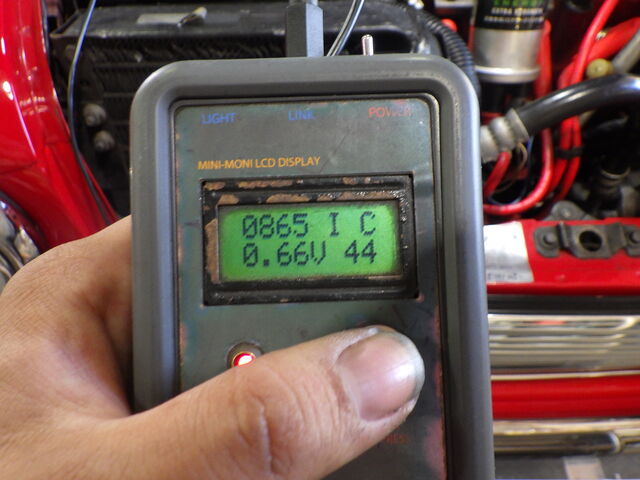 LIGHT LINK POWER
MINI-MONI LCD DISPLAY
0865 I C
0.66V 44